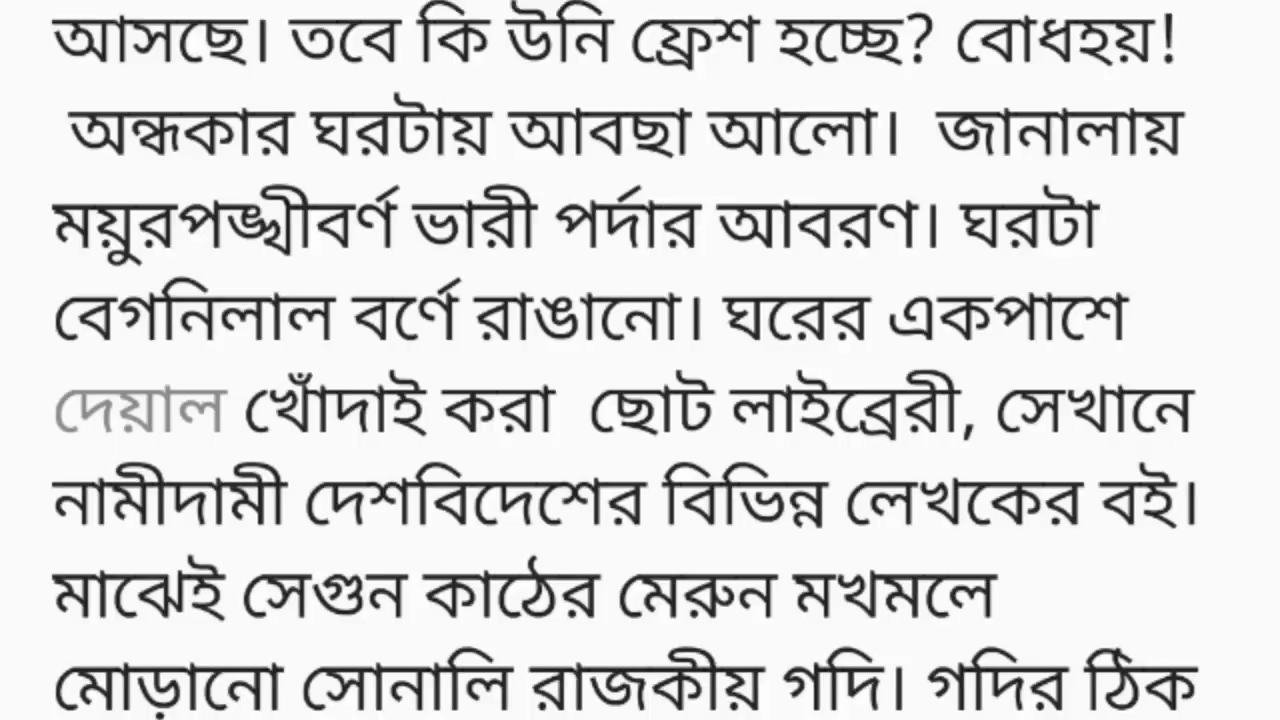 আসছে। তবে কি উনি ফ্রেশ হচ্ছে? বোধহয়!
অন্ধকার ঘরটায় আবছা আলো। জানালায়
ময়ুরপঙ্খীবর্ণ ভারী পর্দার আবরণ। ঘরটা
বেগনিলাল বর্ণে রাঙানো। ঘরের একপাশে
দেয়াল খোঁদাই করা ছোট লাইব্রেরী, সেখানে
নামীদামী দেশবিদেশের বিভিন্ন লেখকের বই।
মাঝেই সেগুন কাঠের মেরুন মখমলে
মোড়ানো সোনালি রাজকীয় গদি। গদির ঠিক